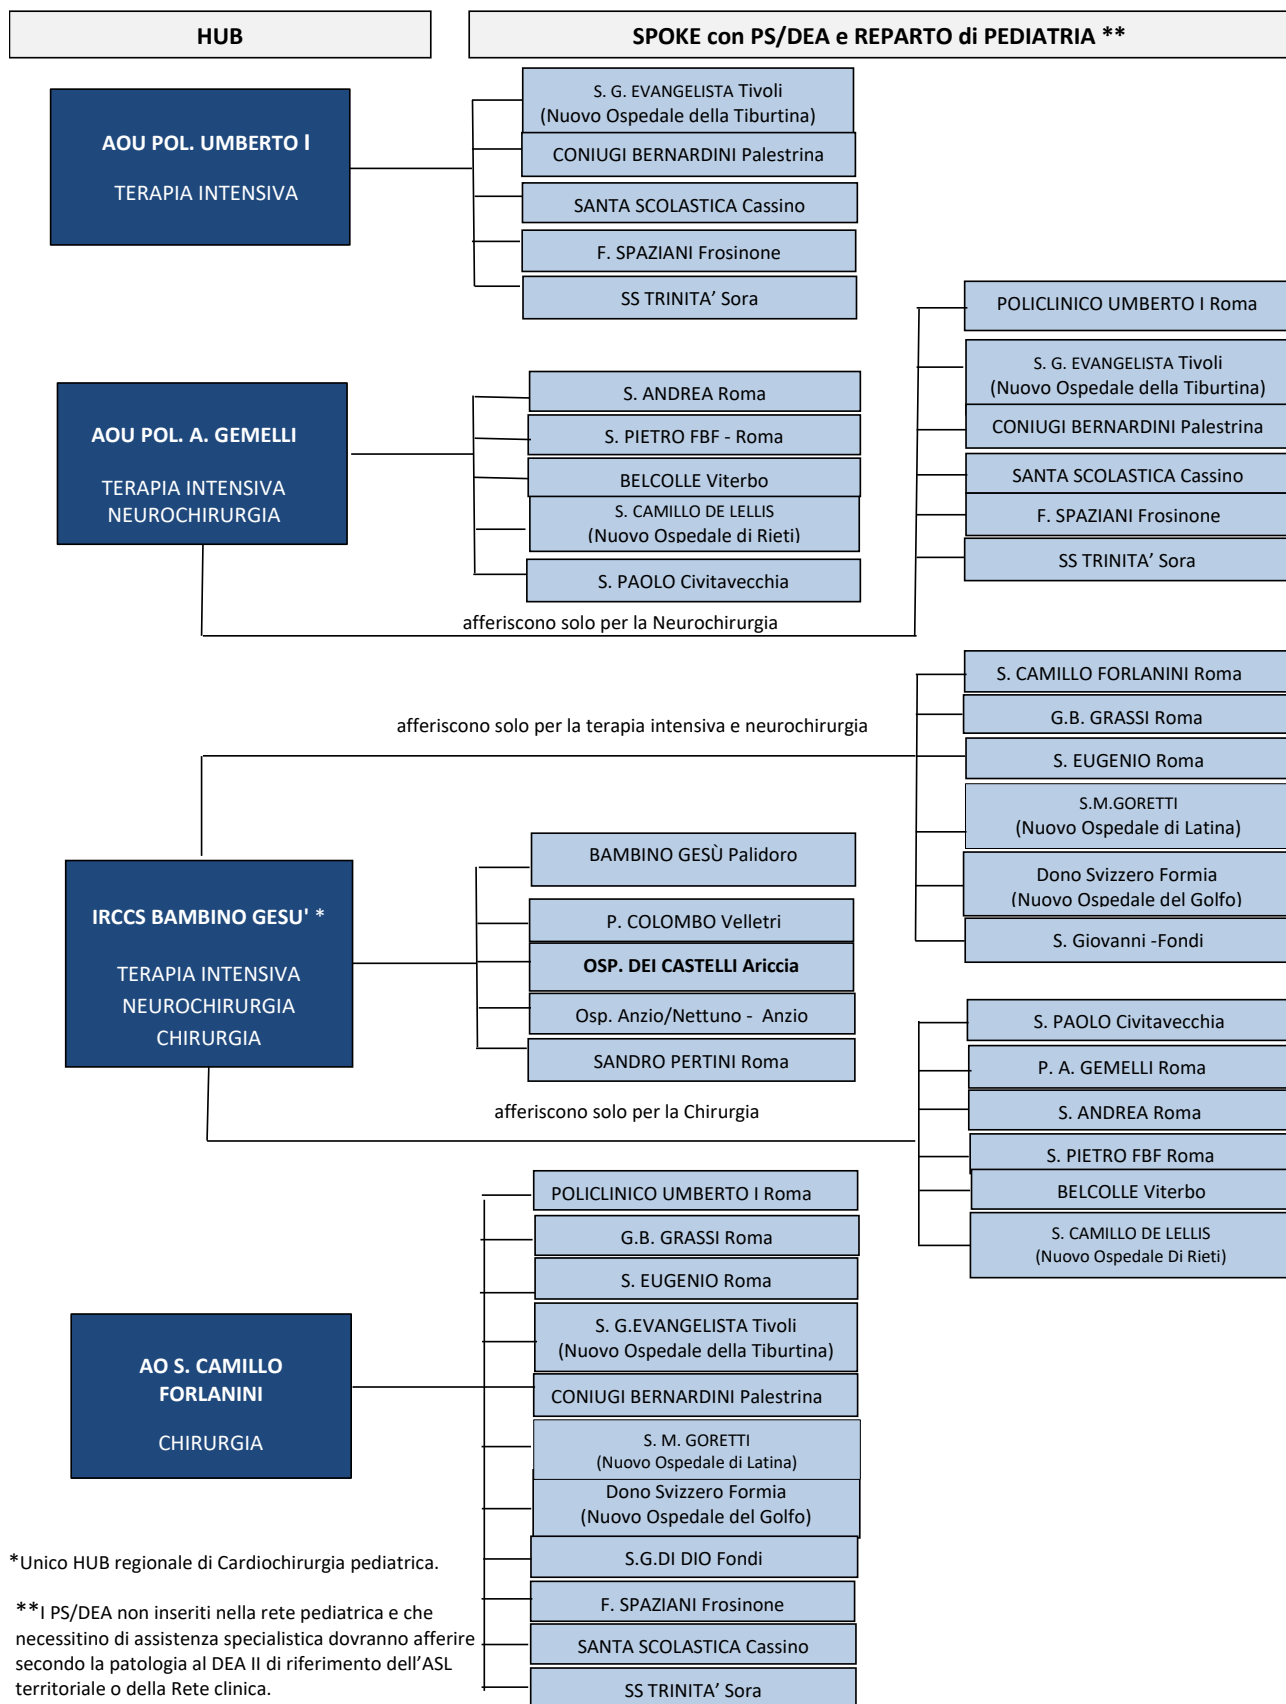 HUB
SPOKE con PS/DEA e REPARTO di PEDIATRIA **
AOU POL. UMBERTO I
TERAPIA INTENSIVA
S. G. EVANGELISTA Tivoli
(Nuovo Ospedale della Tiburtina)
CONIUGI BERNARDINI Palestrina
SANTA SCOLASTICA Cassino
F. SPAZIANI Frosinone
SS TRINITA’ Sora
AOU POL. A. GEMELLI
TERAPIA INTENSIVA
NEUROCHIRURGIA
S. ANDREA Roma
S. PIETRO FBF - Roma
BELCOLLE Viterbo
S. CAMILLO DE LELLIS
(Nuovo Ospedale di Rieti)
S. PAOLO Civitavecchia
POLICLINICO UMBERTO I Roma
S. G. EVANGELISTA Tivoli
(Nuovo Ospedale della Tiburtina)
CONIUGI BERNARDINI Palestrina
SANTA SCOLASTICA Cassino
F. SPAZIANI Frosinone
SS TRINITA’ Sora
afferiscono solo per la Neurochirurgia
afferiscono solo per la terapia intensiva e neurochirurgia
S. CAMILLO FORLANINI Roma
G.B. GRASSI Roma
S. EUGENIO Roma
S.M.GORETTI
(Nuovo Ospedale di Latina)
Dono Svizzero Formia
(Nuovo Ospedale del Golfo)
S. Giovanni -Fondi
IRCCS BAMBINO GESU' *
TERAPIA INTENSIVA
NEUROCHIRURGIA
CHIRURGIA
BAMBINO GESÙ Palidoro
P. COLOMBO Velletri
OSP. DEI CASTELLI Ariccia
Osp. Anzio/Nettuno - Anzio
SANDRO PERTINI Roma
afferiscono solo per la Chirurgia
S. PAOLO Civitavecchia
P. A. GEMELLI Roma
S. ANDREA Roma
S. PIETRO FBF Roma
BELCOLLE Viterbo
S. CAMILLO DE LELLIS
(Nuovo Ospedale Di Rieti)
AO S. CAMILLO
FORLANINI
CHIRURGIA
POLICLINICO UMBERTO I Roma
G.B. GRASSI Roma
S. EUGENIO Roma
S. G.EVANGELISTA Tivoli
(Nuovo Ospedale della Tiburtina)
CONIUGI BERNARDINI Palestrina
S. M. GORETTI
(Nuovo Ospedale di Latina)
Dono Svizzero Formia
(Nuovo Ospedale del Golfo)
S.G.DI DIO Fondi
F. SPAZIANI Frosinone
SANTA SCOLASTICA Cassino
SS TRINITA’ Sora
*Unico HUB regionale di Cardiochirurgia pediatrica.
**I PS/DEA non inseriti nella rete pediatrica e che
necessitino di assistenza specialistica dovranno afferire
secondo la patologia al DEA II di riferimento dell’ASL
territoriale o della Rete clinica.